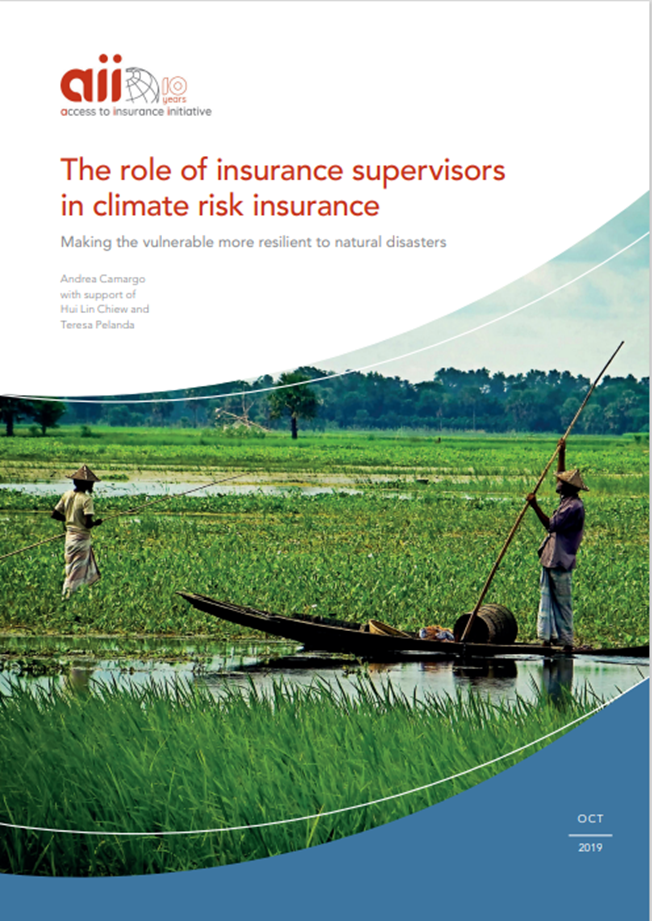 aii 10
years
access to insurance initiative
The role of insurance supervisors
in climate risk insurance
Making the vulnerable more resilient to natural disasters
Andrea Camargo
with support of
Hui Lin Chiew and
Teresa Pelanda
OCT
2019